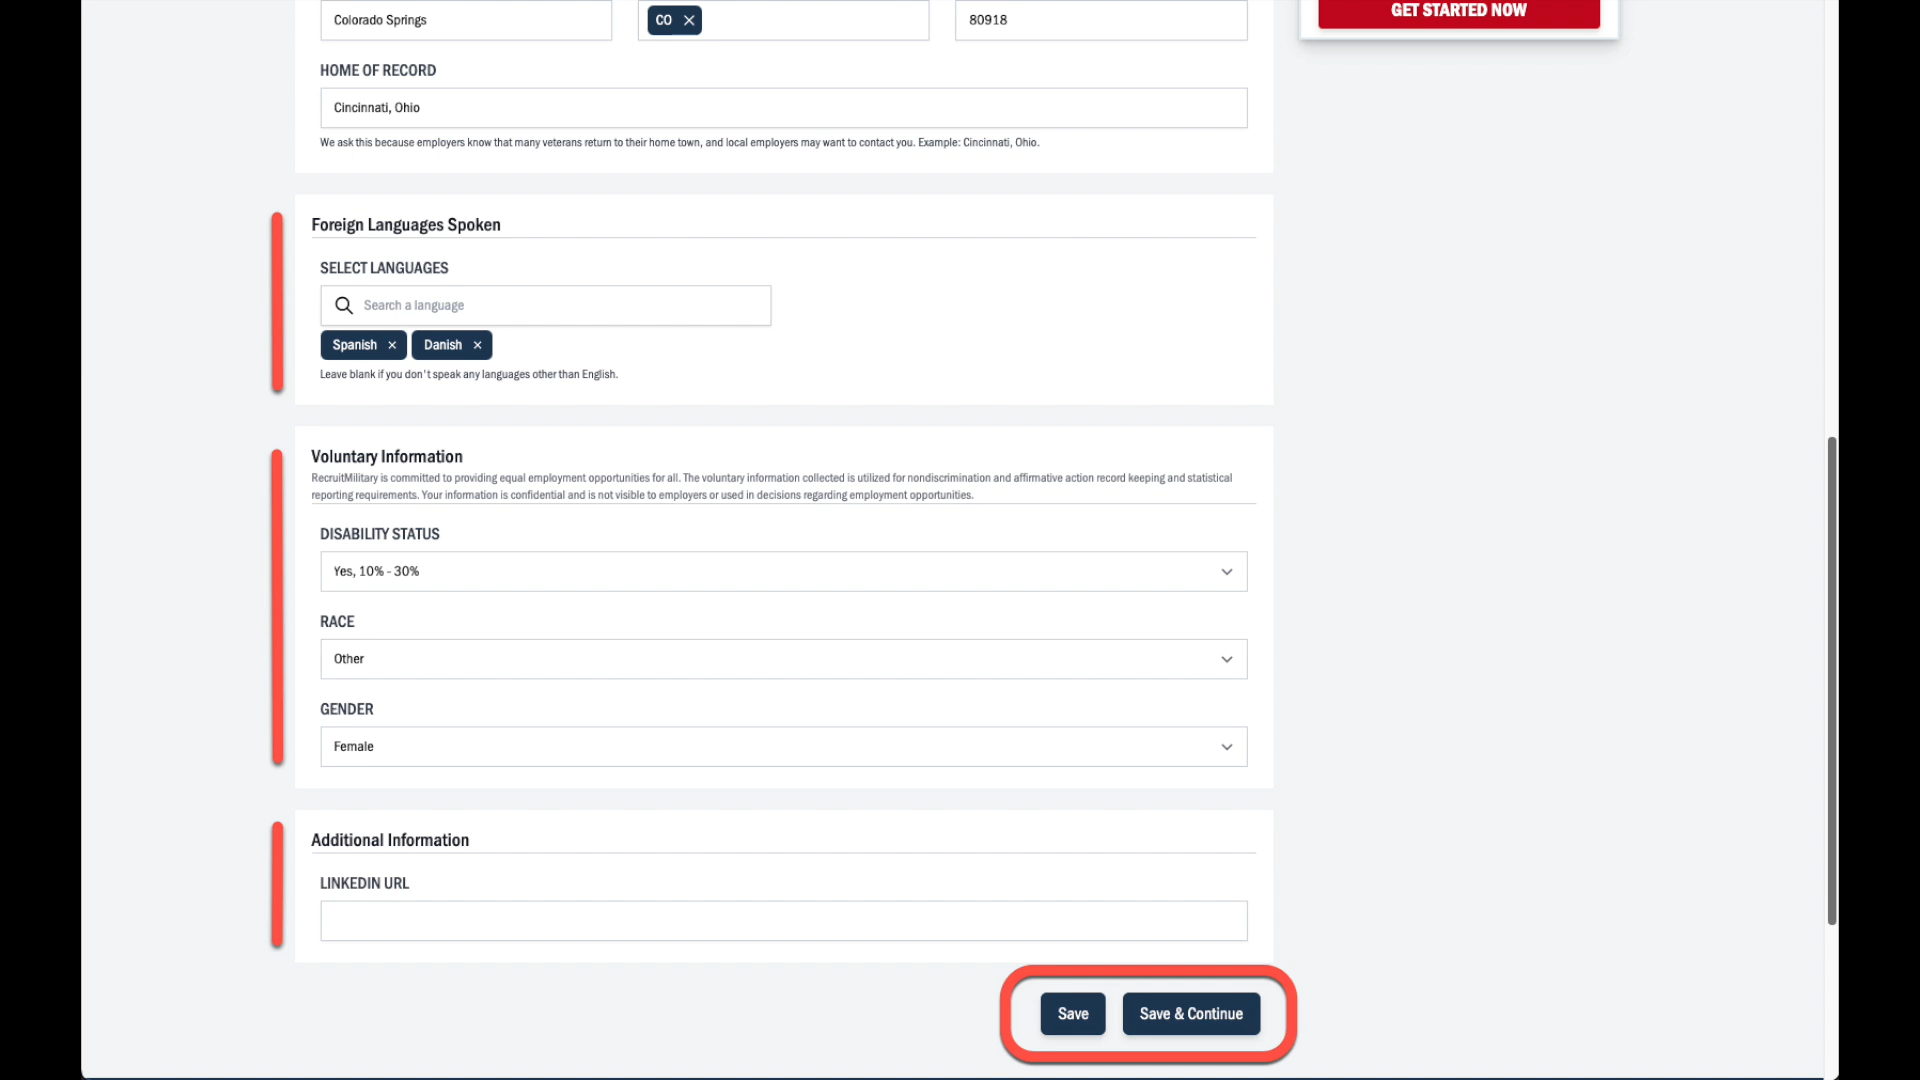 GET STARTED NOW
Colorado Springs
CO
80918
HOME OF RECORD
Cincinnati, Ohio
We ask this because employers know that many veterans return to their home town, and local employers may want to contact you. Example: Cincinnati, Ohio.
Foreign Languages Spoken
SELECT LANGUAGES
Search a language
Spanish × Danish ×
Leave blank if you don't speak any languages other than English.
Voluntary Information
RecruitMilitary is committed to providing equal employment opportunities for all. The voluntary information collected is utilized for nondiscrimination and affirmative action record keeping and statistical
reporting requirements. Your information is confidential and is not visible to employers or used in decisions regarding employment opportunities.
DISABILITY STATUS
Yes, 10% - 30%
RACE
Other
GENDER
Female
Additional Information
LINKEDIN URL
Save
Save & Continue